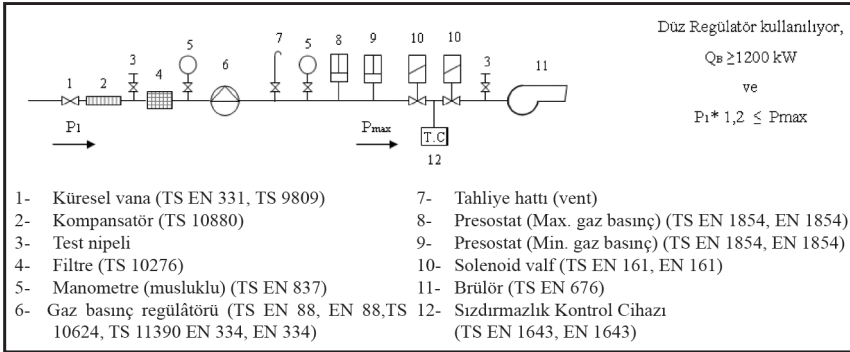 5 7 5 8 9 10 10
1 2 3 4 6 3 11
P1 Pmax T.C
12
Düz Regülatör kullanılıyor,
QB ≥1200 kW
ve
P1* 1,2 ≤ Pmax
1- Küresel vana (TS EN 331, TS 9809)
2- Kompansatör (TS 10880)
3- Test nipeli
4- Filtre (TS 10276)
5- Manometre (musluklu) (TS EN 837)
6- Gaz basınç regülâtörü (TS EN 88, EN 88,TS
10624, TS 11390 EN 334, EN 334)
7- Tahliye hattı (vent)
8- Presostat (Max. gaz basınç) (TS EN 1854, EN 1854)
9- Presostat (Min. gaz basınç) (TS EN 1854, EN 1854)
10- Solenoid valf (TS EN 161, EN 161)
11- Brülör (TS EN 676)
12- Sızdırmazlık Kontrol Cihazı
(TS EN 1643, EN 1643)